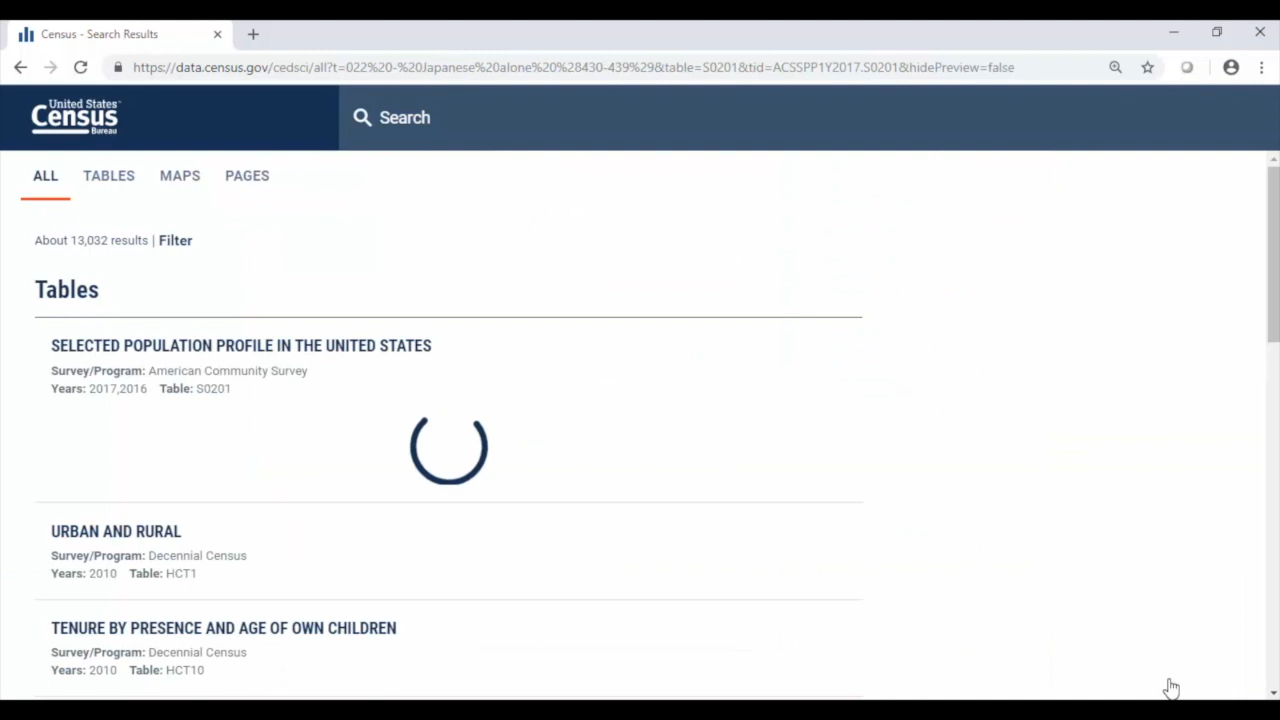 Census - Search Results
https://data.census.gov/cedsci/all?t=022%20-%20Japanese%20alone%20%28430-439%29&table=S0201&tid=ACSSPP1Y2017.S0201&hidePreview=false
United States®
Census
Bureau
Search
ALL TABLES MAPS PAGES
About 13,032 results | Filter
Tables
SELECTED POPULATION PROFILE IN THE UNITED STATES
Survey/Program: American Community Survey
Years: 2017,2016 Table: S0201
URBAN AND RURAL
Survey/Program: Decennial Census
Years: 2010 Table: HCT1
TENURE BY PRESENCE AND AGE OF OWN CHILDREN
Survey/Program: Decennial Census
Years: 2010 Table: HCT10